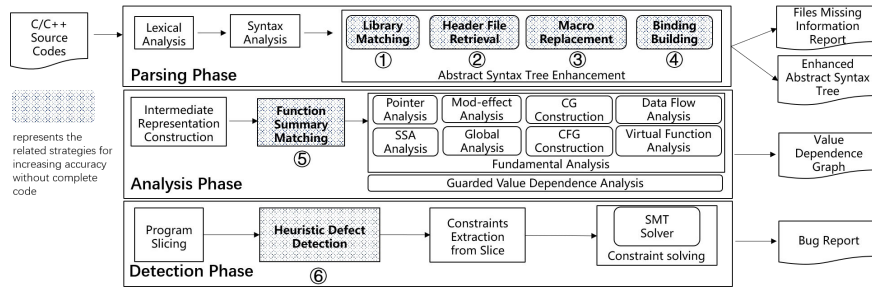 C/C++
Source
Codes
Lexical
Analysis
Syntax
Analysis
Library
Matching
①
Header File
Retrieval
②
Macro
Replacement
③
Binding
Building
④
Abstract Syntax Tree Enhancement
Parsing Phase
Files Missing
Information
Report
Enhanced
Abstract Syntax
Tree
represents the
related strategies for
increasing accuracy
without complete
code
Intermediate
Representation
Construction
Function
Summary
Matching
⑤
Pointer
Analysis
Mod-effect
Analysis
CG
Construction
Data Flow
Analysis
SSA
Analysis
Global
Analysis
CFG
Construction
Virtual Function
Analysis
Fundamental Analysis
Guarded Value Dependence Analysis
Analysis Phase
Value
Dependence
Graph
Program
Slicing
Heuristic Defect
Detection
⑥
Constraints
Extraction
from Slice
SMT
Solver
Constraint solving
Detection Phase
Bug Report